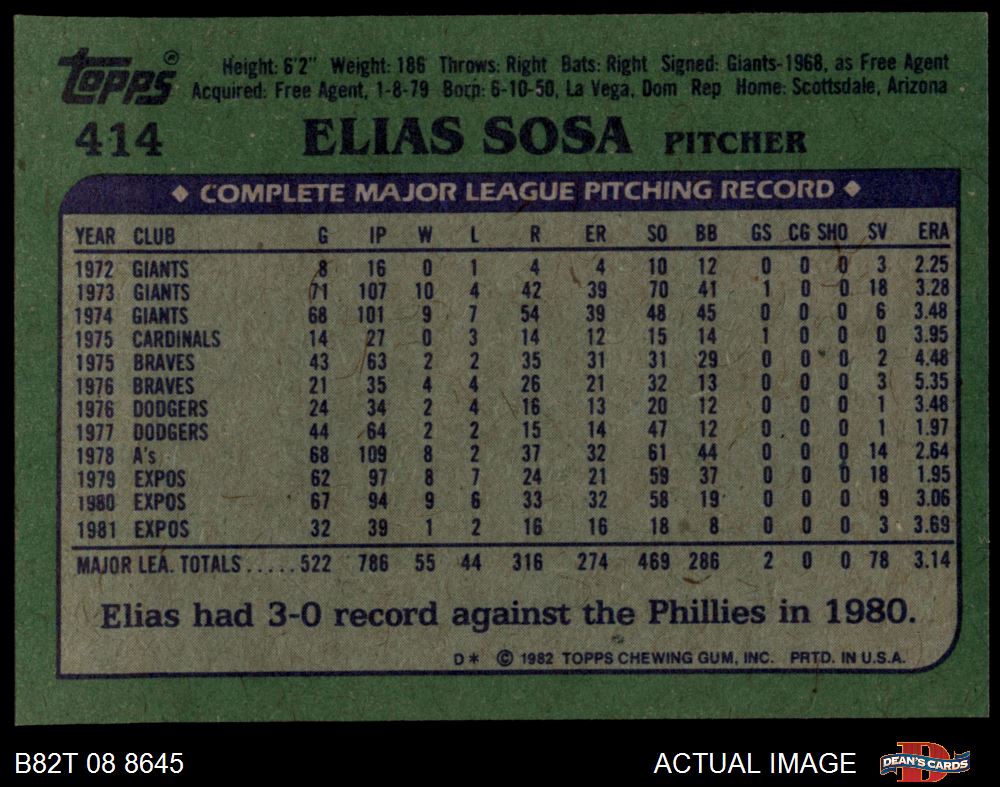 Topps® Height: 6'2" Weight: 186 Throws: Right Bats: Right Signed: Giants-1968, as Free Agent
Acquired: Free Agent, 1-8-79 Born: 6-10-50, La Vega, Dom Rep Home: Scottsdale, Arizona
414 ELIAS SOSA PITCHER
◆ COMPLETE MAJOR LEAGUE PITCHING RECORD ◆
YEAR CLUB G IP W L R ER SO BB GS CG SHO SV ERA
1972 GIANTS 8 16 0 1 4 4 10 12 0 0 0 3 2.25
1973 GIANTS 71 107 10 4 42 39 70 41 1 0 0 18 3.28
1974 GIANTS 68 101 9 7 54 39 48 45 0 0 0 6 3.48
1975 CARDINALS 14 27 0 3 14 12 15 14 1 0 0 0 3.95
1975 BRAVES 43 63 2 2 35 31 31 29 0 0 0 2 4.48
1976 BRAVES 21 35 4 4 26 21 32 13 0 0 0 3 5.35
1976 DODGERS 24 34 2 4 16 13 20 12 0 0 0 1 3.48
1977 DODGERS 44 64 2 2 15 14 47 12 0 0 0 1 1.97
1978 A's 68 109 8 2 37 32 61 44 0 0 0 14 2.64
1979 EXPOS 62 97 8 7 24 21 59 37 0 0 0 18 1.95
1980 EXPOS 67 94 9 6 33 32 58 19 0 0 0 9 3.06
1981 EXPOS 32 39 1 2 16 16 18 8 0 0 0 3 3.69
MAJOR LEA. TOTALS.....522 786 55 44 316 274 469 286 2 0 0 78 3.14
Elias had 3-0 record against the Phillies in 1980.
D* © 1982 TOPPS CHEWING GUM, INC. PRTD. IN U.S.A.
B82T 08 8645 ACTUAL IMAGE DEAN'S CARDS